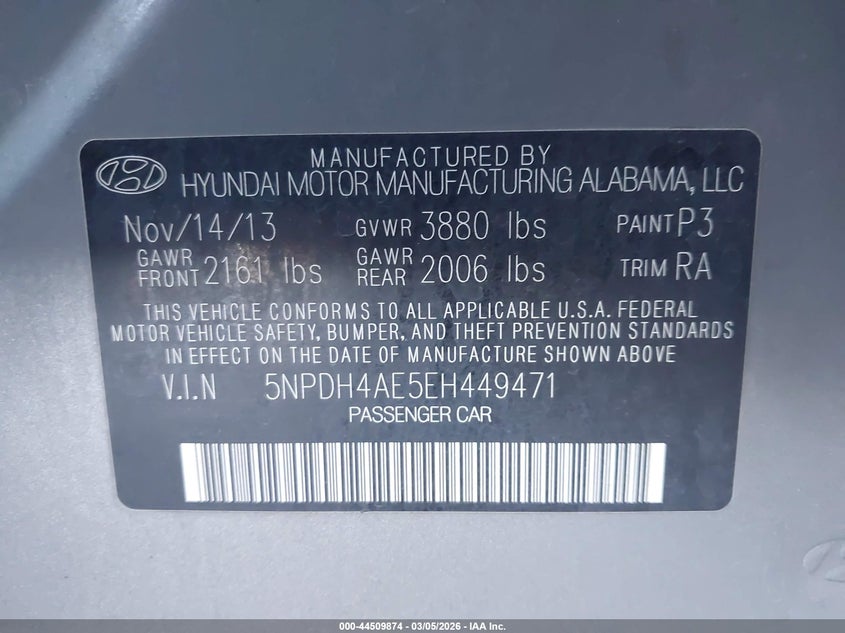 MANUFACTURED BY
HYUNDAI MOTOR MANUFACTURING ALABAMA, LLC
Nov/14/13 GVWR 3880 lbs PAINT P3
GAWR FRONT 2161 lbs GAWR REAR 2006 lbs TRIM RA
THIS VEHICLE CONFORMS TO ALL APPLICABLE U.S.A. FEDERAL
MOTOR VEHICLE SAFETY, BUMPER, AND THEFT PREVENTION STANDARDS
IN EFFECT ON THE DATE OF MANUFACTURE SHOWN ABOVE
V.I.N 5NPDH4AE5EH449471
PASSENGER CAR
000-44509874 | 03/05/2026 - IAA Inc.